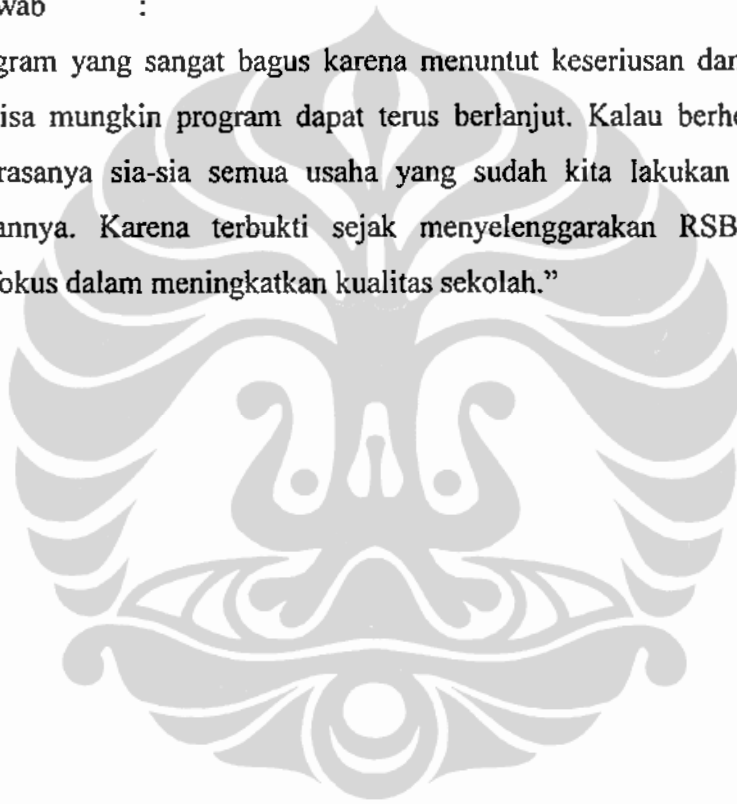 wab :
gram yang sangat bagus karena menuntut keseriusan dan
isa mungkin program dapat terus berlanjut. Kalau berhe
rasanya sia-sia semua usaha yang sudah kita lakukan
annya. Karena terbukti sejak menyelenggarakan RSB
fokus dalam meningkatkan kualitas sekolah.”